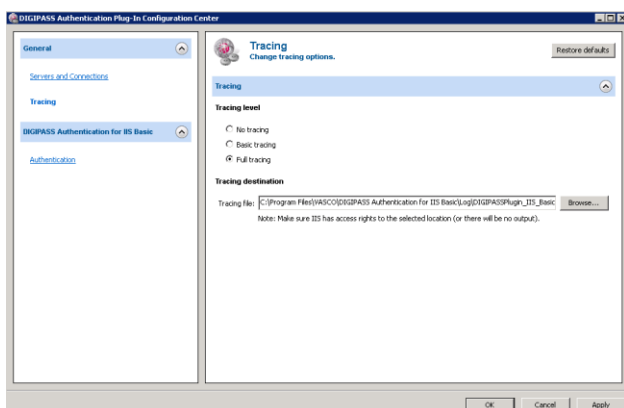 DIGIPASS Authentication Plug-In Configuration Center
General
Servers and Connections
Tracing
DIGIPASS Authentication for IIS Basic
Authentication
Tracing
Change tracing options.
Restore defaults
Tracing
Tracing level
No tracing
Basic tracing
Full tracing
Tracing destination
Tracing file: C:\Program Files\VASCO\DIGIPASS Authentication for IIS Basic\Log\DIGIPASSPlugin_IIS_Basic Browse...
Note: Make sure IIS has access rights to the selected location (or there will be no output).
OK Cancel Apply